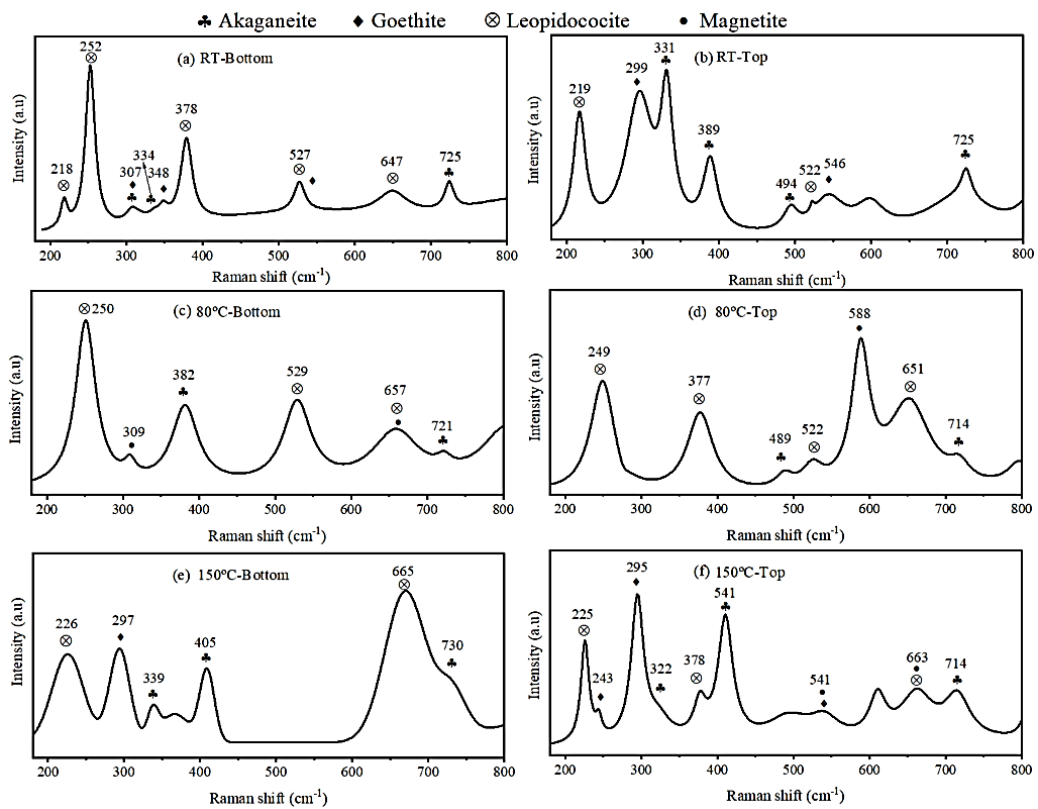 ♣ Akaganeite ♦ Goethite ⊗ Leopidococite • Magnetite
(a) RT-Bottom
252
218
307
334
348
378
527
647
725
Intensity (a.u)
200 300 400 500 600 700 800
Raman shift (cm⁻¹)
(b) RT-Top
219
299
331
389
494
522
546
725
Intensity (a.u)
200 300 400 500 600 700 800
Raman shift (cm⁻¹)
(c) 80ºC-Bottom
250
309
382
529
657
721
Intensity (a.u)
200 300 400 500 600 700 800
Raman shift (cm⁻¹)
(d) 80ºC-Top
249
377
489
522
588
651
714
Intensity (a.u)
200 300 400 500 600 700 800
Raman shift (cm⁻¹)
(e) 150ºC-Bottom
226
297
339
405
665
730
Intensity (a.u)
200 300 400 500 600 700 800
Raman shift (cm⁻¹)
(f) 150ºC-Top
225
243
295
322
378
541
541
663
714
Intensity (a.u)
200 300 400 500 600 700 800
Raman shift (cm⁻¹)